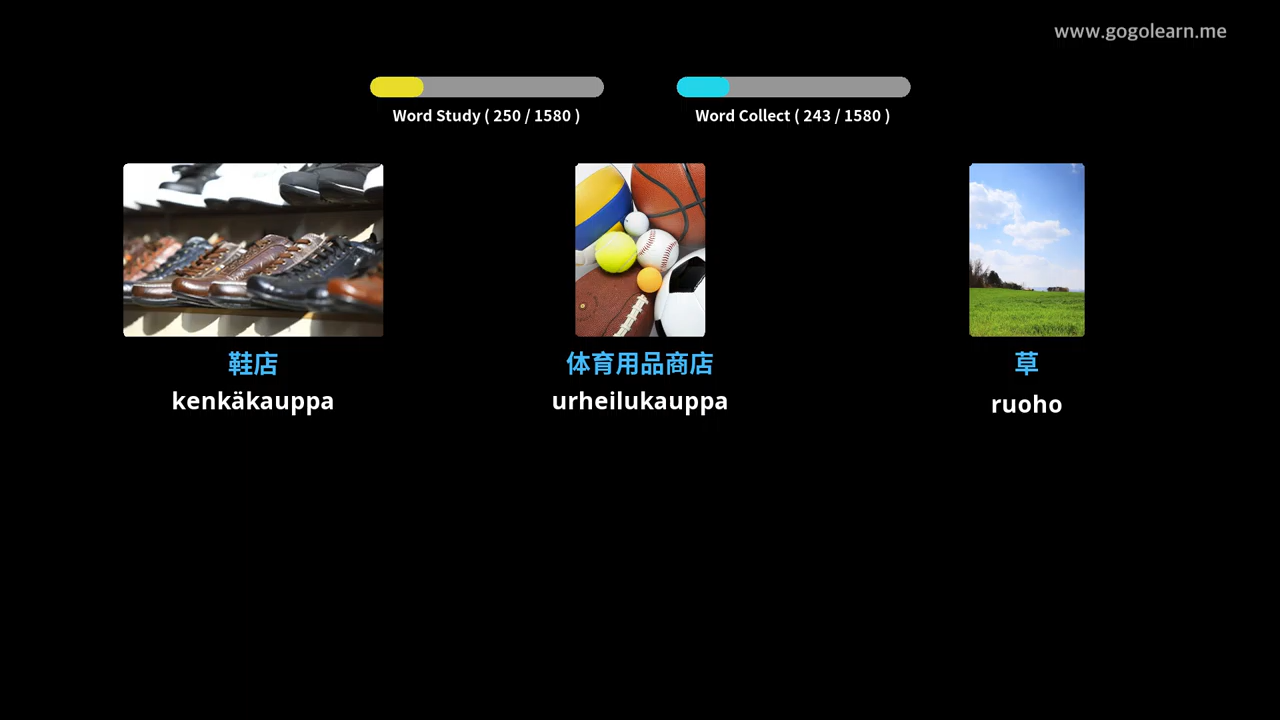 www.gogolearn.me
Word Study ( 250 / 1580 )
Word Collect ( 243 / 1580 )
鞋店
体育用品商店
草
kenkäkauppa
urheilukauppa
ruoho